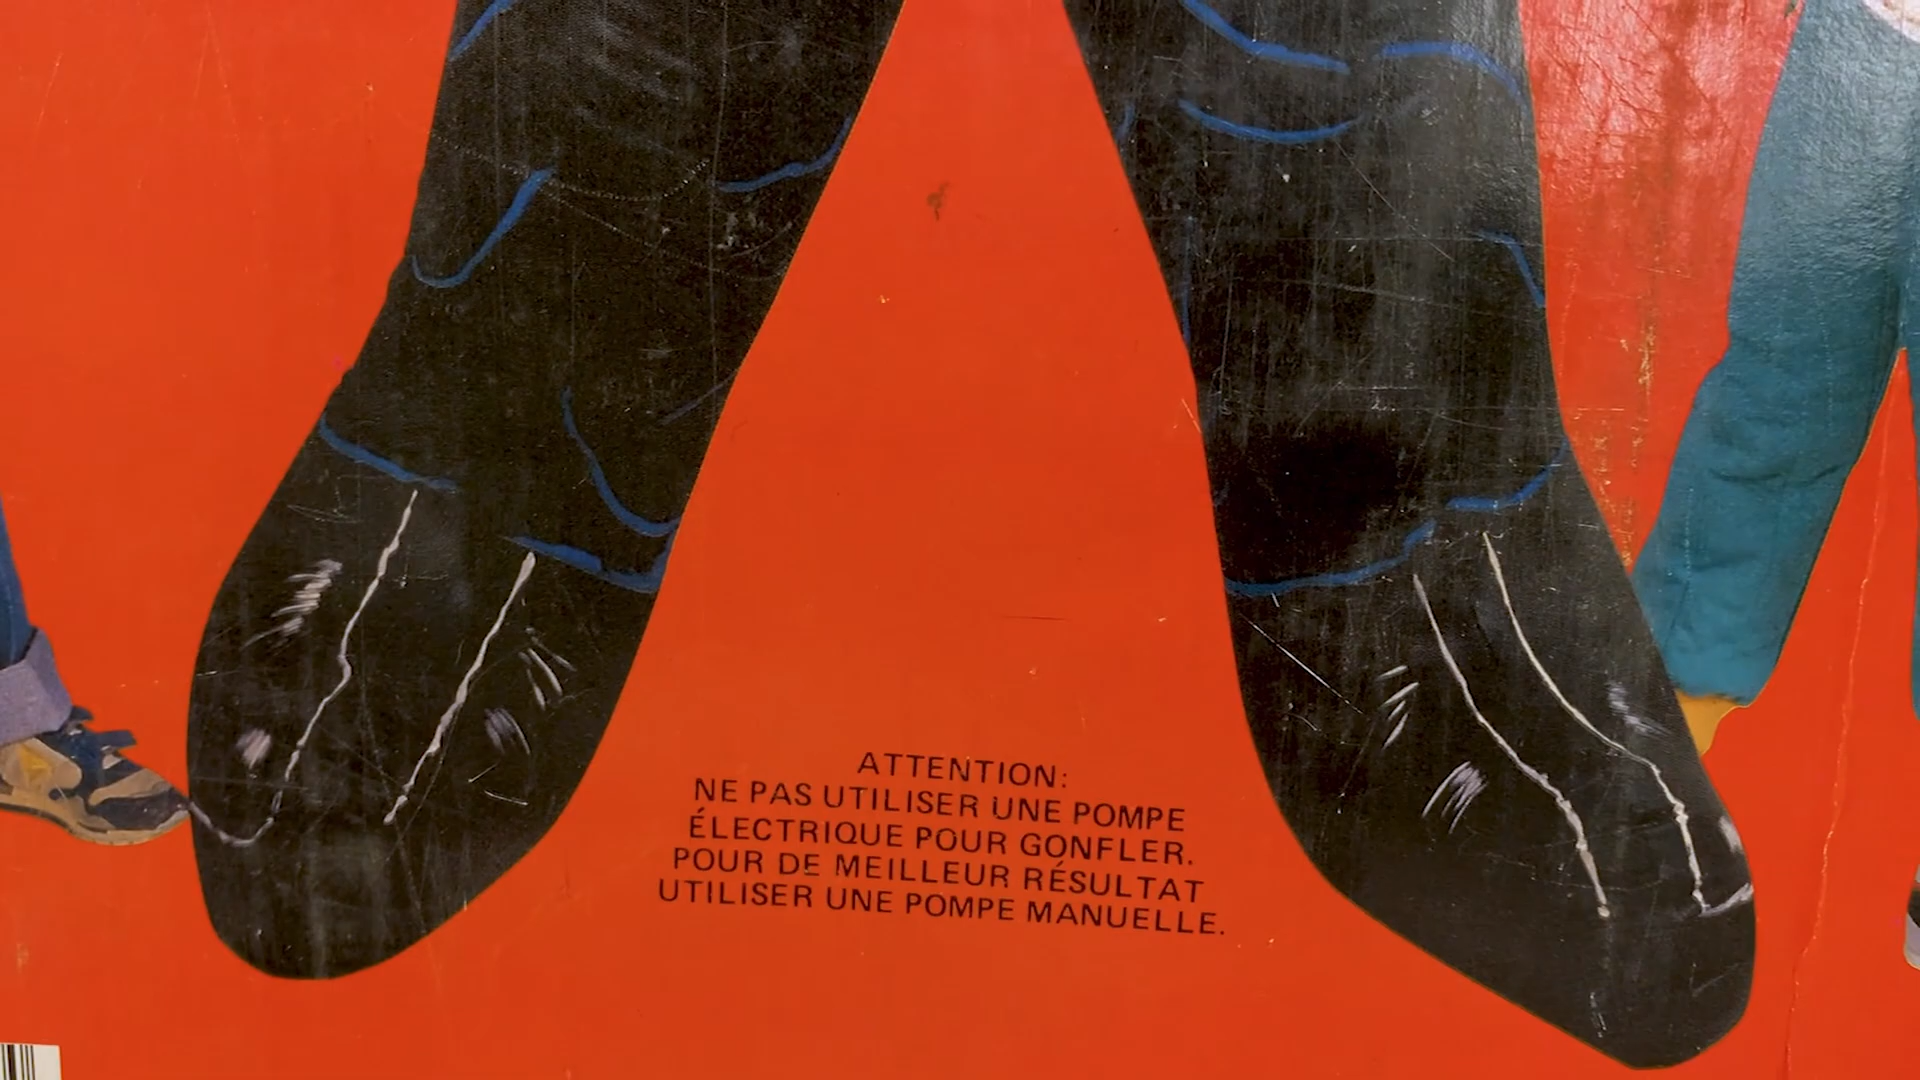 ATTENTION:
NE PAS UTILISER UNE POMPE
ÉLECTRIQUE POUR GONFLER.
POUR DE MEILLEUR RÉSULTAT
UTILISER UNE POMPE MANUELLE.